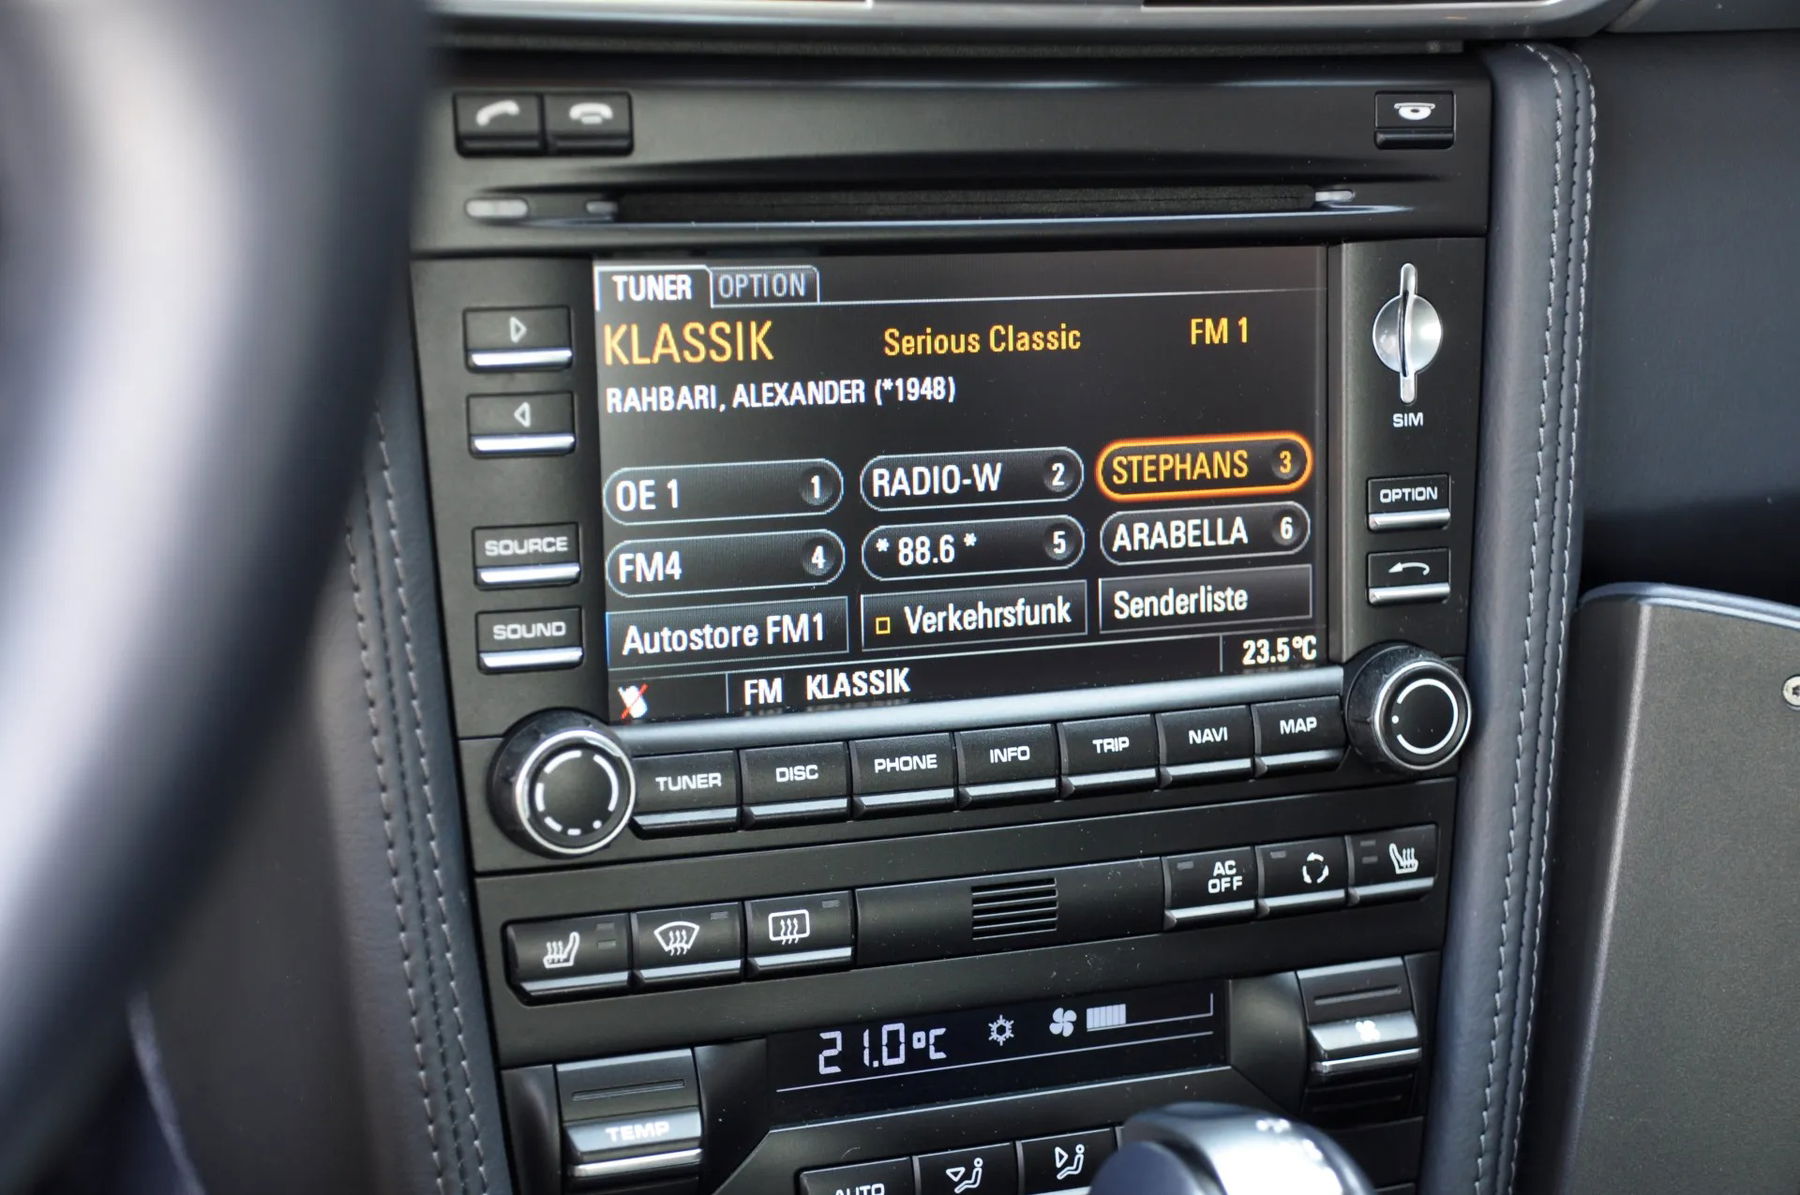 TUNER OPTION
KLASSIK Serious Classic FM 1
RAHBARI, ALEXANDER (*1948)
SIM
OE 1 1 RADIO-W 2 STEPHANS 3
OPTION
FM4 4 * 88.6 * 5 ARABELLA 6
SOURCE
Autostore FM1 Verkehrsfunk Senderliste
SOUND
FM KLASSIK 23.5°C
TUNER DISC PHONE INFO TRIP NAVI MAP
AC
OFF
21.0°C
TEMP
AUTO